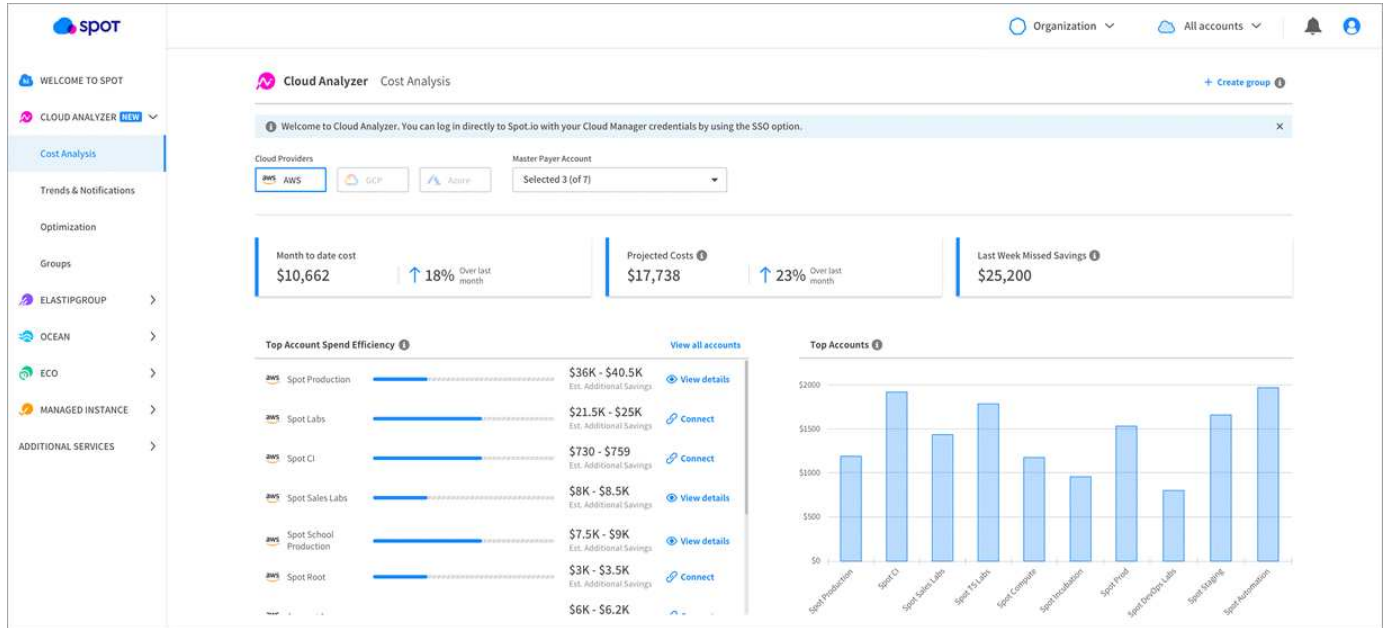 spot
Organization
All accounts
WELCOME TO SPOT
CLOUD ANALYZER NEW
Cost Analysis
Trends & Notifications
Optimization
Groups
ELASTIPGROUP
OCEAN
ECO
MANAGED INSTANCE
ADDITIONAL SERVICES
Cloud Analyzer Cost Analysis
+ Create group
Welcome to Cloud Analyzer. You can log in directly to Spot.io with your Cloud Manager credentials by using the SSO option.
Cloud Providers
aws AWS
GCP
Azure
Master Payer Account
Selected 3 (of 7)
Month to date cost
$10,662
18% Over last
month
Projected Costs
$17,738
23% Over last
month
Last Week Missed Savings
$25,200
Top Account Spend Efficiency
View all accounts
aws Spot Production
$36K - $40.5K
Est. Additional Savings
View details
aws Spot Labs
$21.5K - $25K
Est. Additional Savings
Connect
aws Spot CI
$730 - $759
Est. Additional Savings
Connect
aws Spot Sales Labs
$8K - $8.5K
Est. Additional Savings
View details
aws Spot School
Production
$7.5K - $9K
Est. Additional Savings
View details
aws Spot Root
$3K - $3.5K
Est. Additional Savings
Connect
$6K - $6.2K
Top Accounts
$2000
$1500
$1000
$500
$0
Spot Production
Spot CI
Spot Sales Labs
Spot TS Labs
Spot Compute
Spot Incubation
Spot Prod
Spot DevOps Labs
Spot Staging
Spot Automation